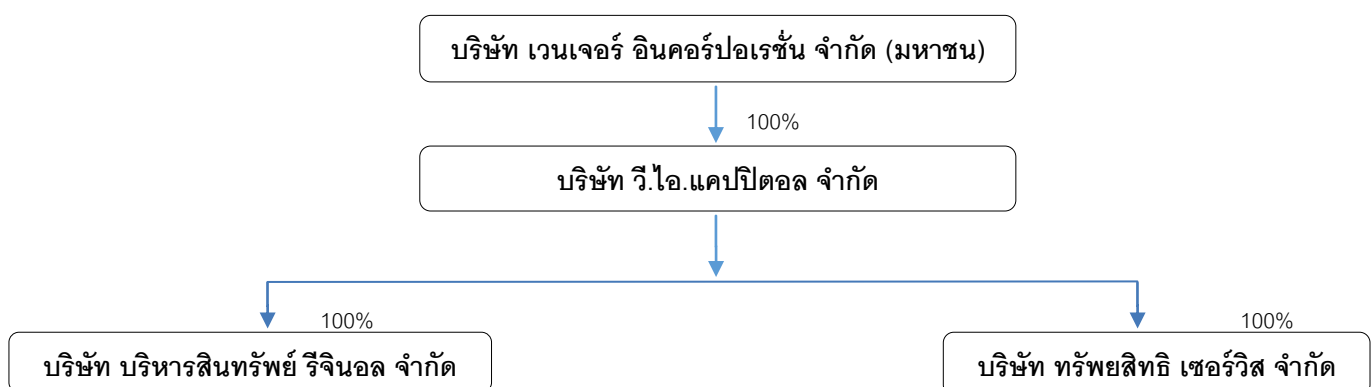 บริษัท เวนเจอร์ อินคอร์ปอเรชั่น จำกัด (มหาชน)
100%
บริษัท วี.ไอ.แคปปิตอล จำกัด
100%
100%
บริษัท บริหารสินทรัพย์ รีจินอล จำกัด
บริษัท ทรัพยสิทธิ เซอร์วิส จำกัด